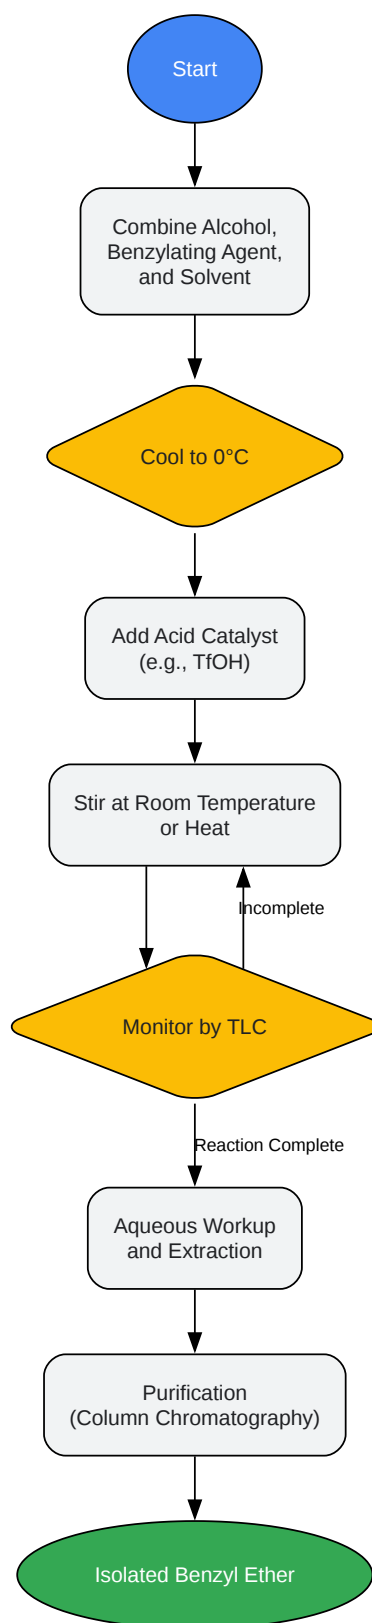 Start
Combine Alcohol,
Benzylating Agent,
and Solvent
Cool to 0°C
Add Acid Catalyst
(e.g., TfOH)
Stir at Room Temperature
or Heat
Incomplete
Monitor by TLC
Reaction Complete
Aqueous Workup
and Extraction
Purification
(Column Chromatography)
Isolated Benzyl Ether